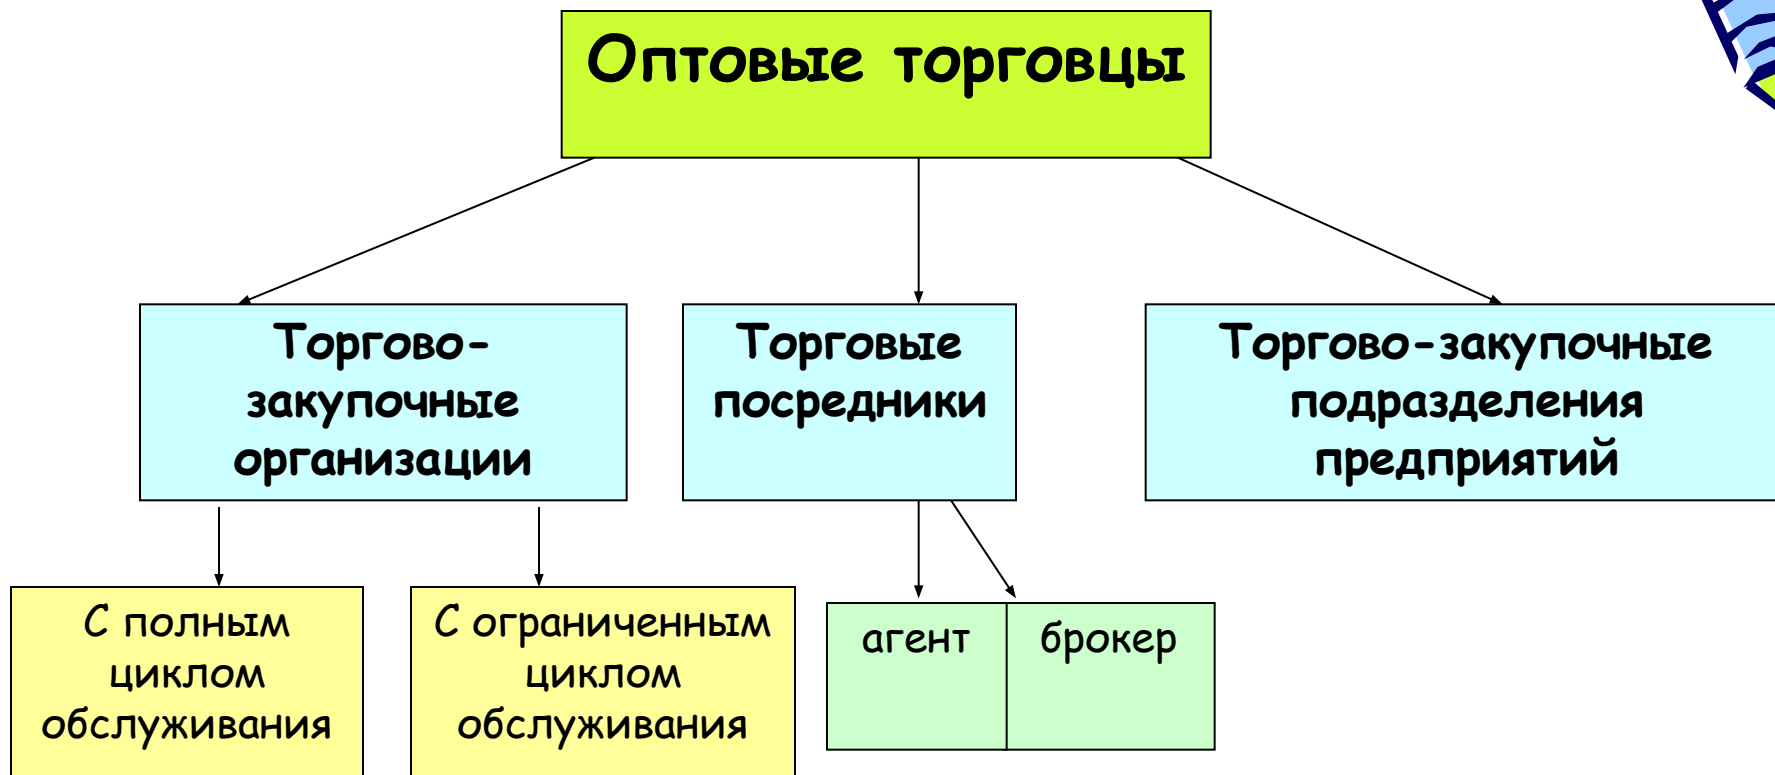 Оптовые торговцы
Торгово-
закупочные
организации
Торговые
посредники
Торгово-закупочные
подразделения
предприятий
С полным
циклом
обслуживания
С ограниченным
циклом
обслуживания
агент
брокер